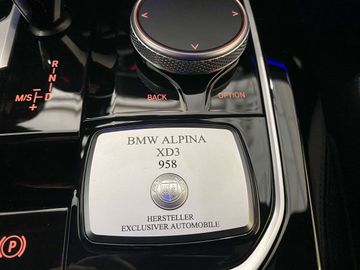 R
N
D
M/S
BACK
OPTION
BMW ALPINA
XD3
958
HERSTELLER
EXCLUSIVER AUTOMOBILE
P